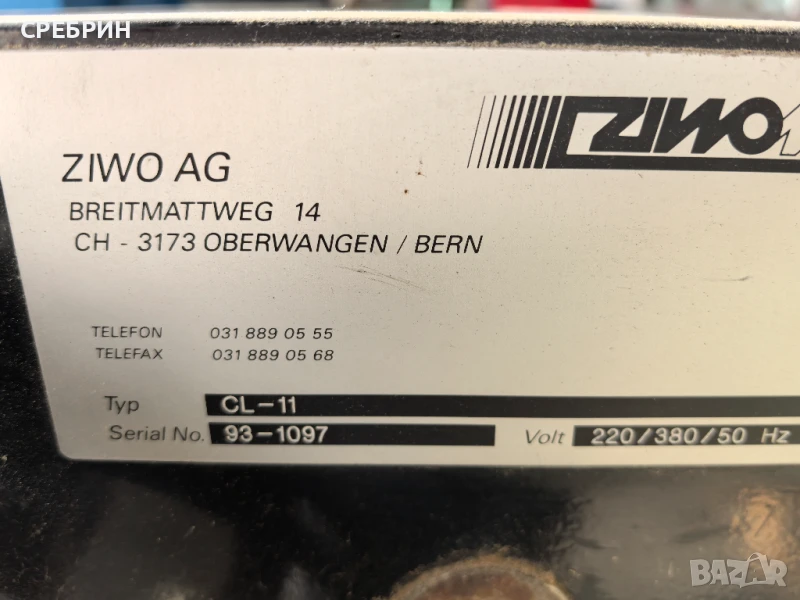 СРЕБРИН
ZIWO
ZIWO AG
BREITMATTWEG 14
CH - 3173 OBERWANGEN / BERN
TELEFON 031 889 05 55
TELEFAX 031 889 05 68
Typ CL-11
Serial No. 93-1097 Volt 220/380/50 Hz
BAZAR